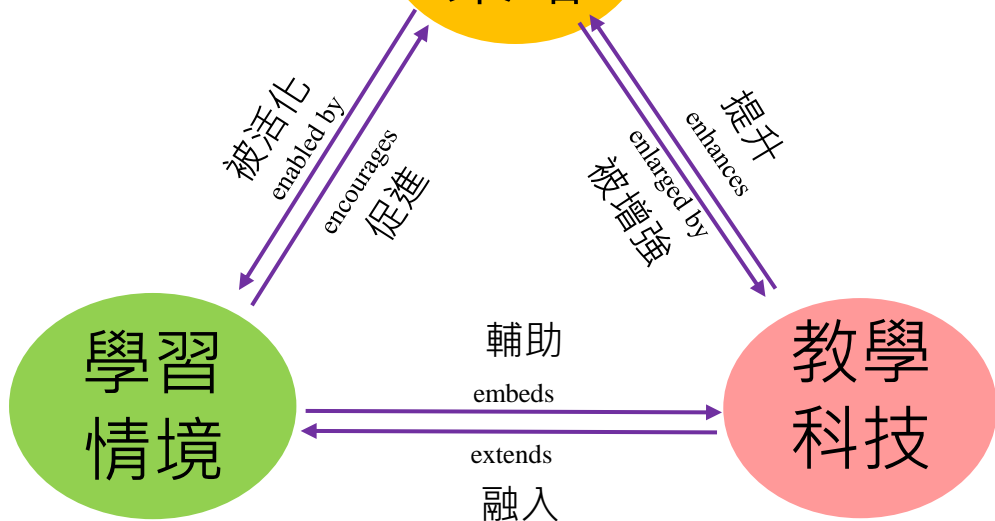 被活化
enabled by
encourages
促進
提升
enhances
enlarged by
被增強
學習
情境
輔助
embeds
extends
融入
教學
科技